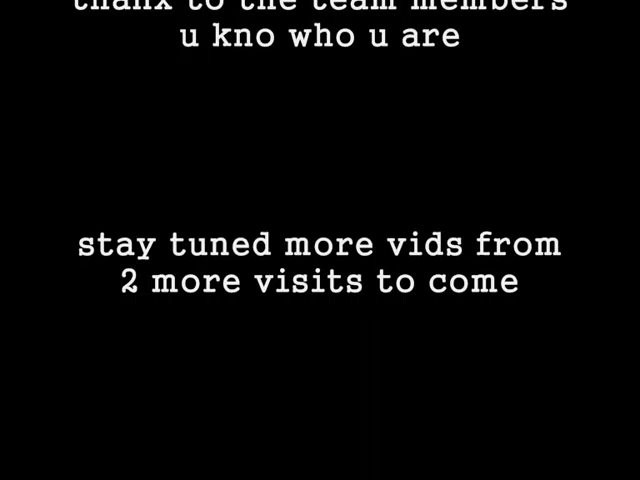 thanx to the team members
u kno who u are
stay tuned more vids from
2 more visits to come